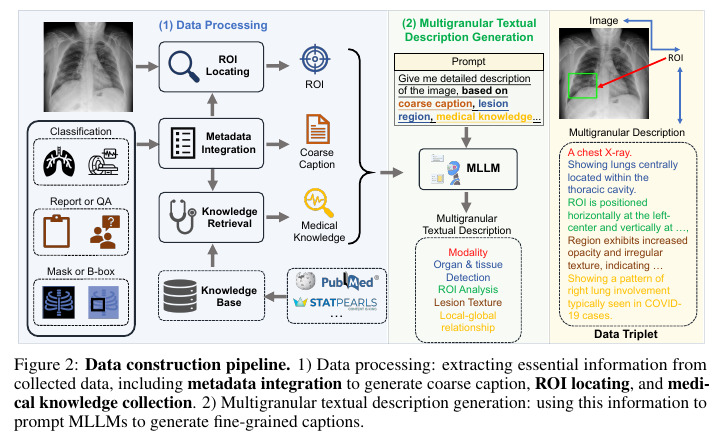 (1) Data Processing
(2) Multigranular Textual
Description Generation
Image
ROI
Locating
ROI
Prompt
Give me detailed description
of the image, based on
coarse caption, lesion
region, medical knowledge...
ROI
Classification
Metadata
Integration
Coarse
Caption
Multigranular Description
A chest X-ray.
Showing lungs centrally
located within the
thoracic cavity.
ROI is positioned
horizontally at the left-
center and vertically at ...,
Region exhibits increased
opacity and irregular
texture, indicating ...
Showing a pattern of
right lung involvement
typically seen in COVID-
19 cases.
Data Triplet
MLLM
Report or QA
Knowledge
Retrieval
Medical
Knowledge
Multigranular
Textual Description
Modality
Organ & tissue
Detection
ROI Analysis
Lesion Texture
Local-global
relationship
Mask or B-box
Knowledge
Base
PubMed
STATPEARLS
...
Figure 2: Data construction pipeline. 1) Data processing: extracting essential information from
collected data, including metadata integration to generate coarse caption, ROI locating, and medi-
cal knowledge collection. 2) Multigranular textual description generation: using this information to
prompt MLLMs to generate fine-grained captions.